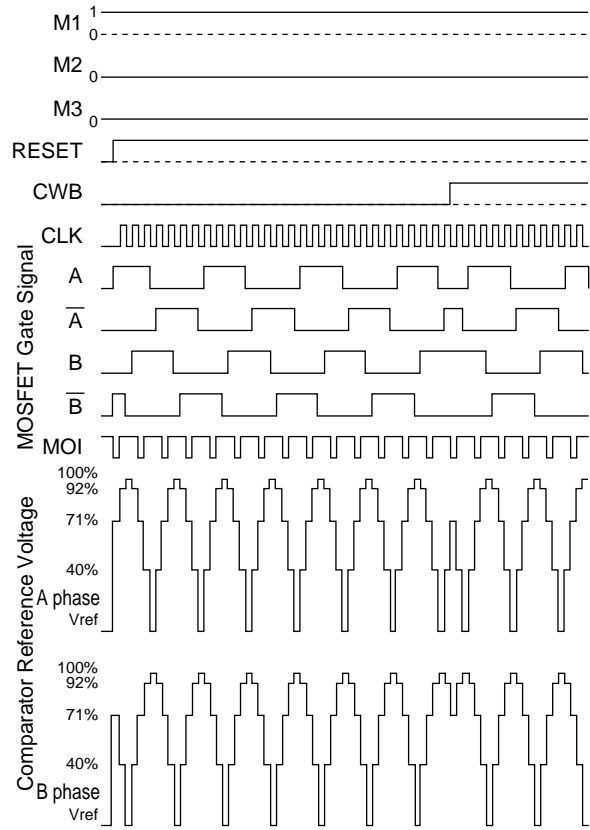 M1
1
0
M2
0
M3
0
RESET
CWB
CLK
MOSFET Gate Signal
A
A̅
B
B̅
MOI
Comparator Reference Voltage
100%
92%
71%
40%
A phase
Vref
100%
92%
71%
40%
B phase
Vref